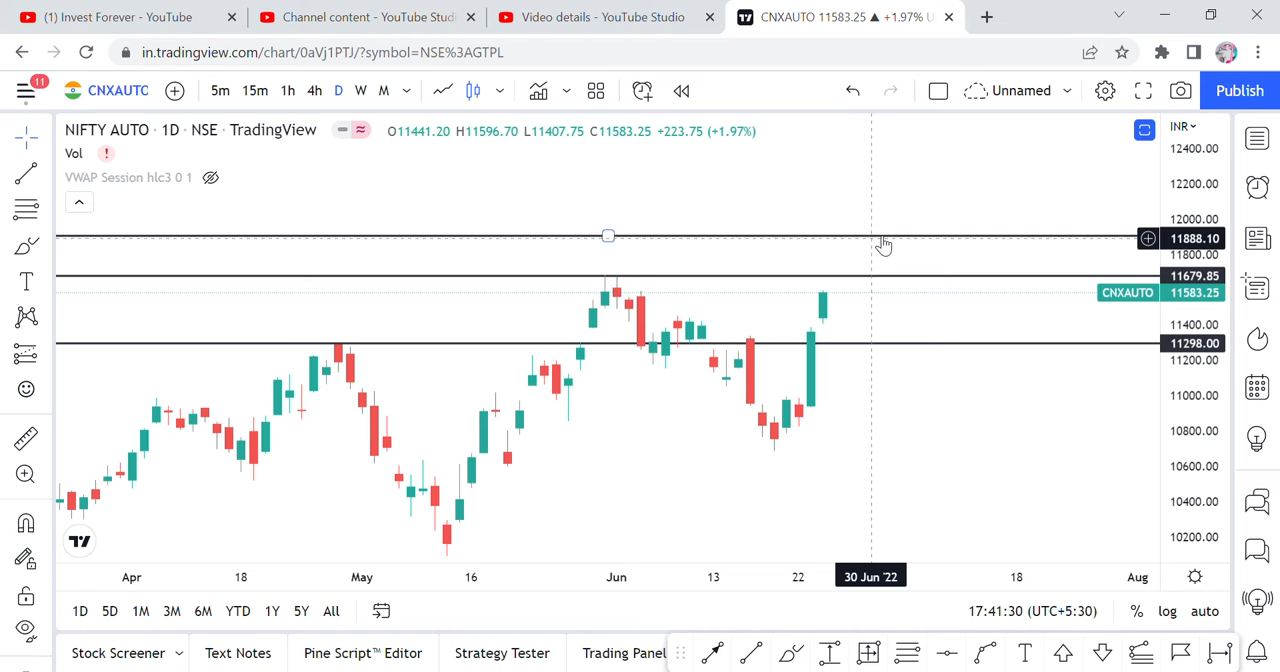 (1) Invest Forever - YouTube
Channel content - YouTube Studi
Video details - YouTube Studio
CNXAUTO 11583.25 ▲ +1.97% U
in.tradingview.com/chart/0aVj1PTJ/?symbol=NSE%3AGTPL
11
CNXAUTO
5m 15m 1h 4h D W M
Unnamed
Publish
NIFTY AUTO · 1D · NSE · TradingView
O11441.20 H11596.70 L11407.75 C11583.25 +223.75 (+1.97%)
INR
Vol
VWAP Session hlc3 0 1
12400.00
12200.00
12000.00
11888.10
11800.00
11679.85
CNXAUTO 11583.25
11400.00
11298.00
11200.00
11000.00
10800.00
10600.00
10400.00
10200.00
Apr 18 May 16 Jun 13 22 30 Jun '22 18 Aug
1D 5D 1M 3M 6M YTD 1Y 5Y All
17:41:30 (UTC+5:30) % log auto
Stock Screener Text Notes Pine Script™ Editor Strategy Tester Trading Panel